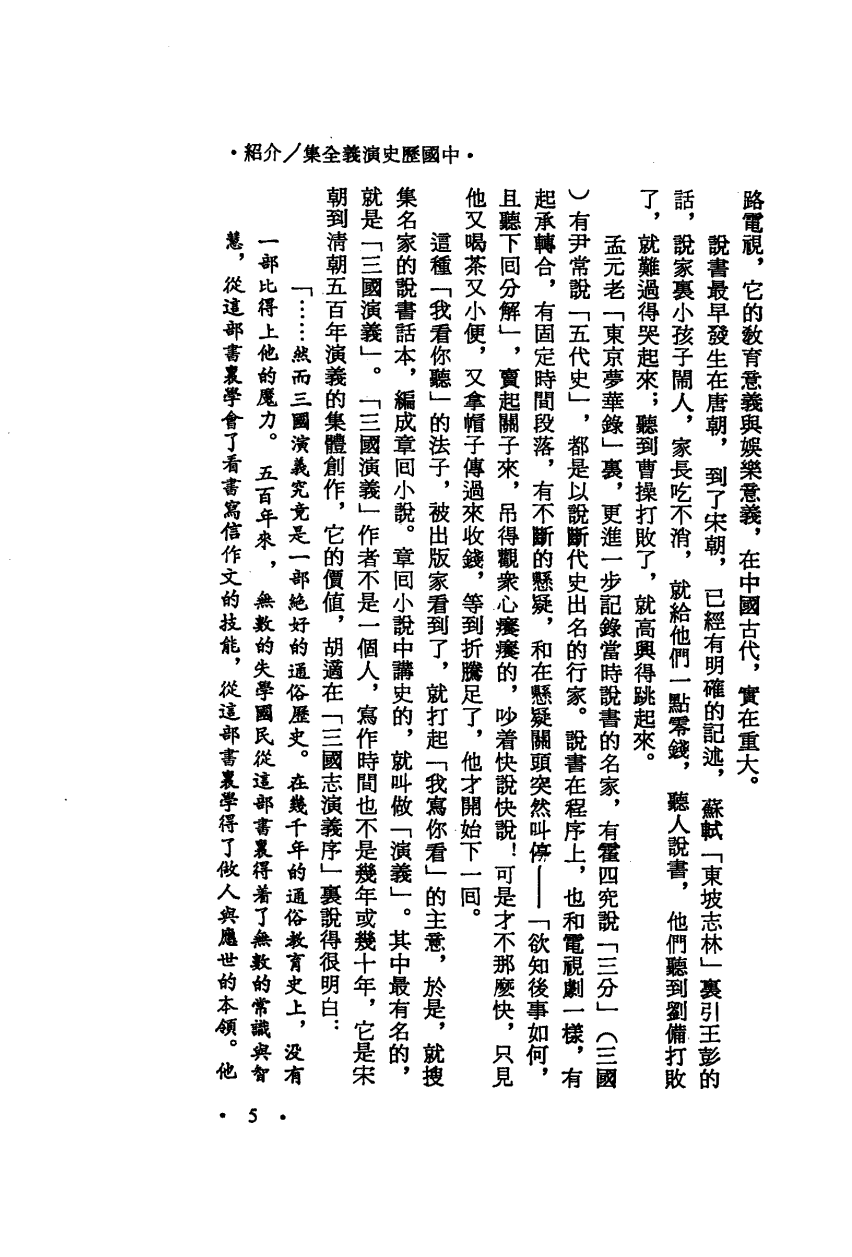 ・中國歷史演義全集／介紹・
路電視，它的教育意義與娛樂意義，在中國古代，實在重大。
說書最早發生在唐朝，到了宋朝，已經有明確的記述，蘇軾「東坡志林」裏引王彭的
話，說家裏小孩子鬧人，家長吃不消，就給他們一點零錢，聽人說書，他們聽到劉備打敗
了，就難過得哭起來；聽到曹操打敗了，就高興得跳起來。
孟元老「東京夢華錄」裏，更進一步記錄當時說書的名家，有霍四究說「三分」（三國
）有尹常說「五代史」，都是以說斷代史出名的行家。說書在程序上，也和電視劇一樣，有
起承轉合，有固定時間段落，有不斷的懸疑，和在懸疑關頭突然叫停——「欲知後事如何，
且聽下回分解」，賣起關子來，吊得觀衆心癢癢的，吵着快說快說！可是才不那麼快，只見
他又喝茶又小便，又拿帽子傳過來收錢，等到折騰足了，他才開始下一回。
這種「我看你聽」的法子，被出版家看到了，就打起「我寫你看」的主意，於是，就搜
集名家的說書話本，編成章回小說。章回小說中講史的，就叫做「演義」。其中最有名的，
就是「三國演義」。「三國演義」作者不是一個人，寫作時間也不是幾年或幾十年，它是宋
朝到清朝五百年演義的集體創作，它的價值，胡適在「三國志演義序」裏說得很明白：
「……然而三國演義究竟是一部絕好的通俗歷史。在幾千年的通俗教育史上，沒有
一部比得上他的魔力。五百年來，無數的失學國民從這部書裏得着了無數的常識與智
慧，從這部書裏學會了看書寫信作文的技能，從這部書裏學得了做人與應世的本領。他
・5・